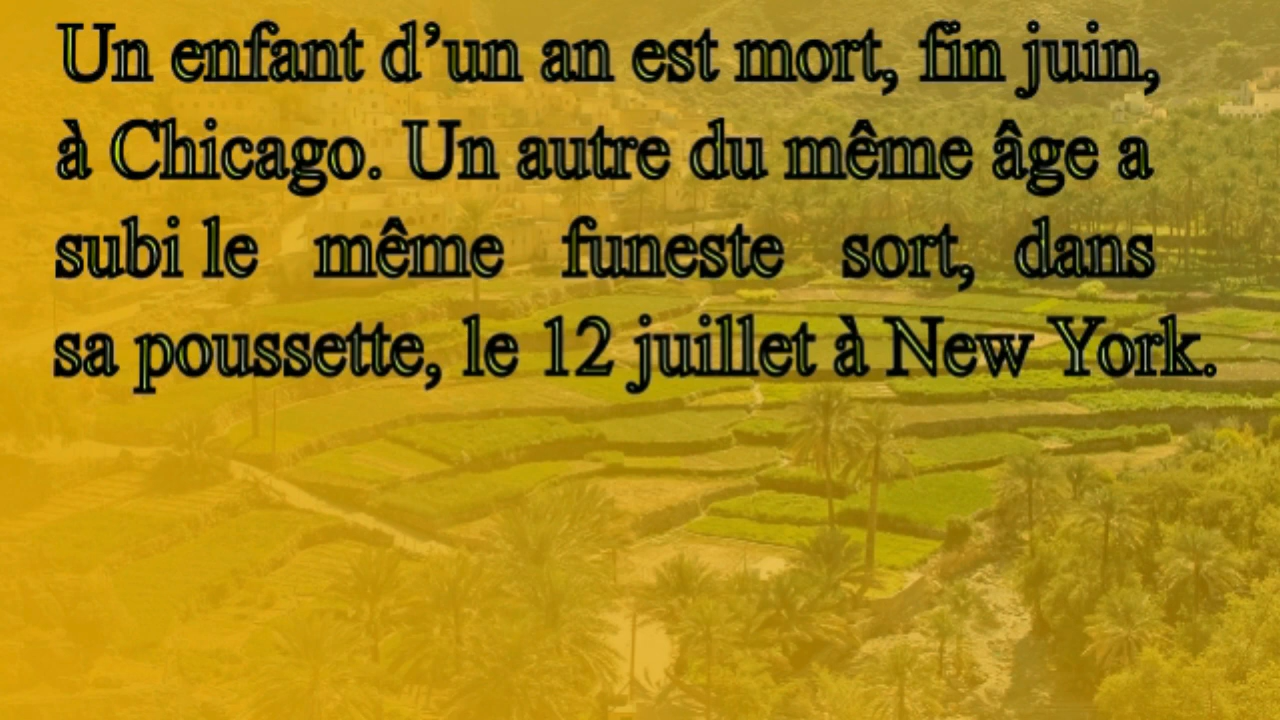 Un enfant d’un an est mort, fin juin,
à Chicago. Un autre du même âge a
subi le même funeste sort, dans
sa poussette, le 12 juillet à New York.